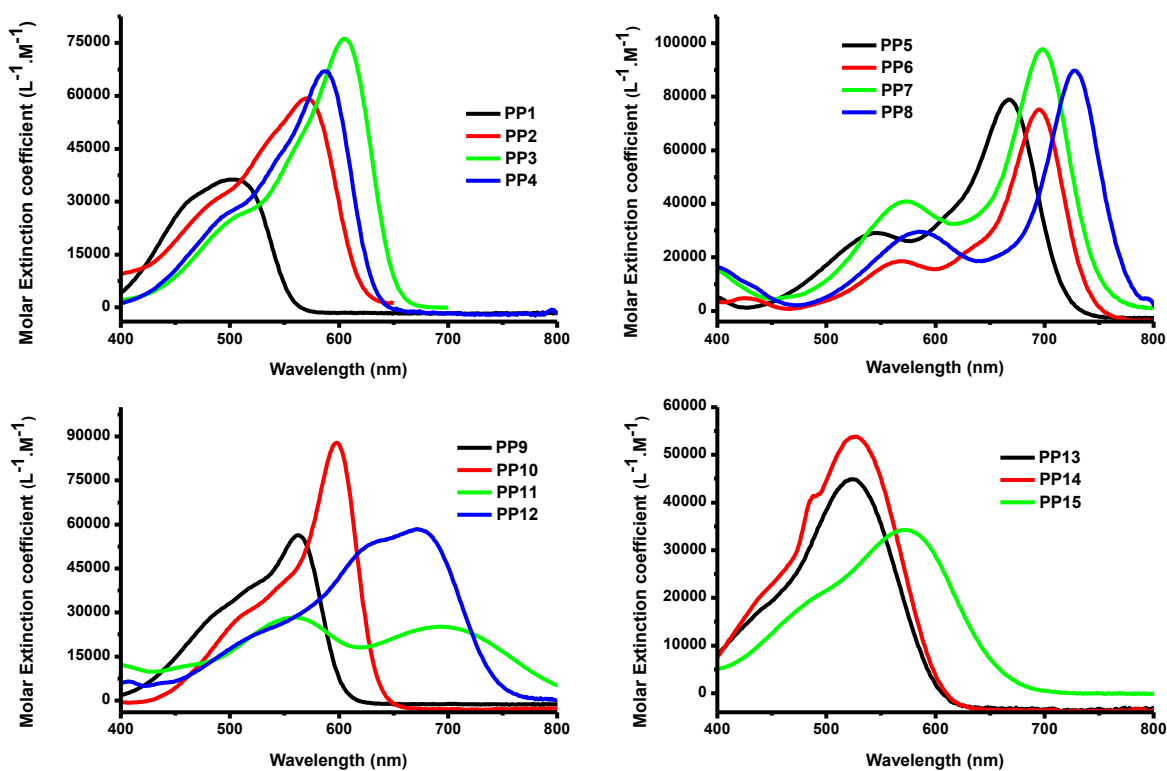 Molar Extinction coefficient (L⁻¹.M⁻¹)
75000
60000
45000
30000
15000
0
PP1
PP2
PP3
PP4
400 500 600 700 800
Wavelength (nm)
Molar Extinction coefficient (L⁻¹.M⁻¹)
100000
80000
60000
40000
20000
0
PP5
PP6
PP7
PP8
400 500 600 700 800
Wavelength (nm)
Molar Extinction coefficient (L⁻¹.M⁻¹)
90000
75000
60000
45000
30000
15000
0
PP9
PP10
PP11
PP12
400 500 600 700 800
Wavelength (nm)
Molar Extinction coefficient (L⁻¹.M⁻¹)
60000
50000
40000
30000
20000
10000
0
PP13
PP14
PP15
400 500 600 700 800
Wavelength (nm)